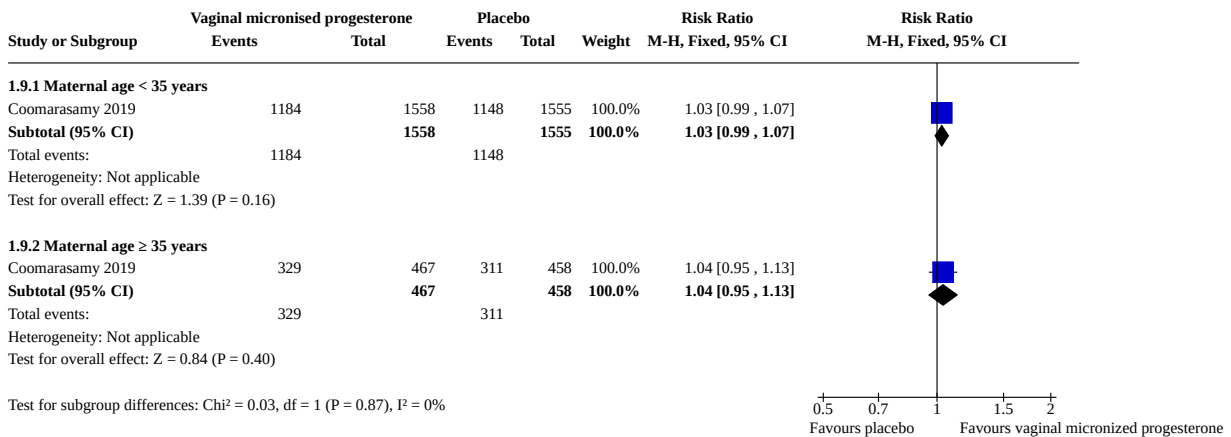 Vaginal micronised progesterone Placebo Risk Ratio Risk Ratio
Study or Subgroup Events Total Events Total Weight M-H, Fixed, 95% CI M-H, Fixed, 95% CI
1.9.1 Maternal age < 35 years
Coomarasamy 2019 1184 1558 1148 1555 100.0% 1.03 [0.99 , 1.07]
Subtotal (95% CI) 1558 1555 100.0% 1.03 [0.99 , 1.07]
Total events: 1184 1148
Heterogeneity: Not applicable
Test for overall effect: Z = 1.39 (P = 0.16)
1.9.2 Maternal age ≥ 35 years
Coomarasamy 2019 329 467 311 458 100.0% 1.04 [0.95 , 1.13]
Subtotal (95% CI) 467 458 100.0% 1.04 [0.95 , 1.13]
Total events: 329 311
Heterogeneity: Not applicable
Test for overall effect: Z = 0.84 (P = 0.40)
Test for subgroup differences: Chi² = 0.03, df = 1 (P = 0.87), I² = 0%
0.5 0.7 1 1.5 2
Favours placebo Favours vaginal micronized progesterone